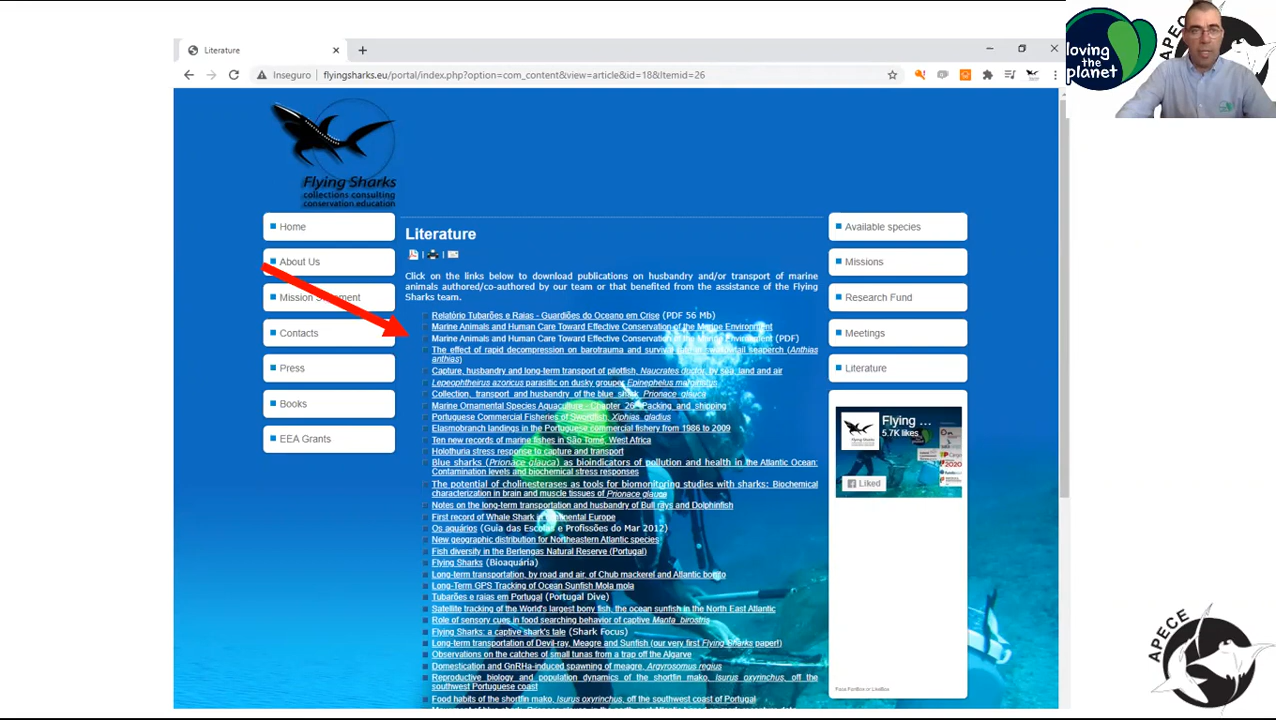 Literature
Inseguro
flyingsharks.eu/portal/index.php?option=com_content&view=article&id=18&Itemid=26
loving
the
planet
APECE
Flying Sharks
collections consulting
conservation education
Home
About Us
Mission Statement
Contacts
Press
Books
EEA Grants
Literature
Click on the links below to download publications on husbandry and/or transport of marine
animals authored/co-authored by our team or that benefited from the assistance of the Flying
Sharks team.
Relatório Tubarões e Raias - Guardiões do Oceano em Crise (PDF 56 Mb)
Marine Animals and Human Care Toward Effective Conservation of the Marine Environment
Marine Animals and Human Care Toward Effective Conservation of the Marine Environment (PDF)
The effect of rapid decompression on barotrauma and survival rate in swallowtail seaperch (Anthias
anthias)
Capture, husbandry and long-term transport of pilotfish, Naucrates ductor, by sea, land and air
Lepeophtheirus azoricus parasitic on dusky grouper Epinephelus marginatus
Collection, transport and husbandry of the blue shark, Prionace glauca
Marine Ornamental Species Aquaculture - Chapter 26 - Packing and shipping
Portuguese Commercial Fisheries of Swordfish, Xiphias gladius
Elasmobranch landings in the Portuguese commercial fishery from 1986 to 2009
Ten new records of marine fishes in São Tomé, West Africa
Holothuria stress response to capture and transport
Blue sharks (Prionace glauca) as bioindicators of pollution and health in the Atlantic Ocean:
Contamination levels and biochemical stress responses
The potential of cholinesterases as tools for biomonitoring studies with sharks: Biochemical
characterization in brain and muscle tissues of Prionace glauca
Notes on the long-term transportation and husbandry of Bull rays and Dolphinfish
First record of Whale Shark in continental Europe
Os aquários (Guia das Escolas e Profissões do Mar 2012)
New geographic distribution for Northeastern Atlantic species
Fish diversity in the Berlengas Natural Reserve (Portugal)
Flying Sharks (Bioaquária)
Long-term transportation, by road and air, of Chub mackerel and Atlantic bonito
Long-Term GPS Tracking of Ocean Sunfish Mola mola
Tubarões e raias em Portugal (Portugal Dive)
Satellite tracking of the World's largest bony fish, the ocean sunfish in the North East Atlantic
Role of sensory cues in food searching behavior of captive Manta birostris
Flying Sharks: a captive shark's tale (Shark Focus)
Long-term transportation of Devil-ray, Meagre and Sunfish (our very first Flying Sharks paper!)
Observations on the catches of small tunas from a trap off the Algarve
Domestication and GnRHa-induced spawning of meagre, Argyrosomus regius
Reproductive biology and population dynamics of the shortfin mako, isurus oxyrinchus, off the
southwest Portuguese coast
Food habits of the shortfin mako, Isurus oxyrinchus, off the southwest coast of Portugal
Available species
Missions
Research Fund
Meetings
Literature
Flying ...
5.7K likes
Liked
2020
APECE